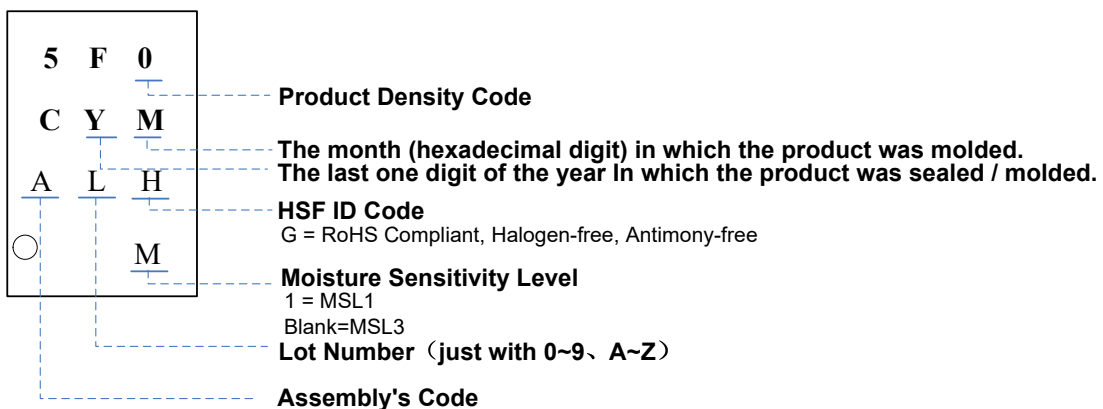 5 F 0
Product Density Code
C Y M
The month (hexadecimal digit) in which the product was molded.
The last one digit of the year In which the product was sealed / molded.
A L H
HSF ID Code
G = RoHS Compliant, Halogen-free, Antimony-free
M
Moisture Sensitivity Level
1 = MSL1
Blank=MSL3
Lot Number（just with 0~9、A~Z）
Assembly's Code